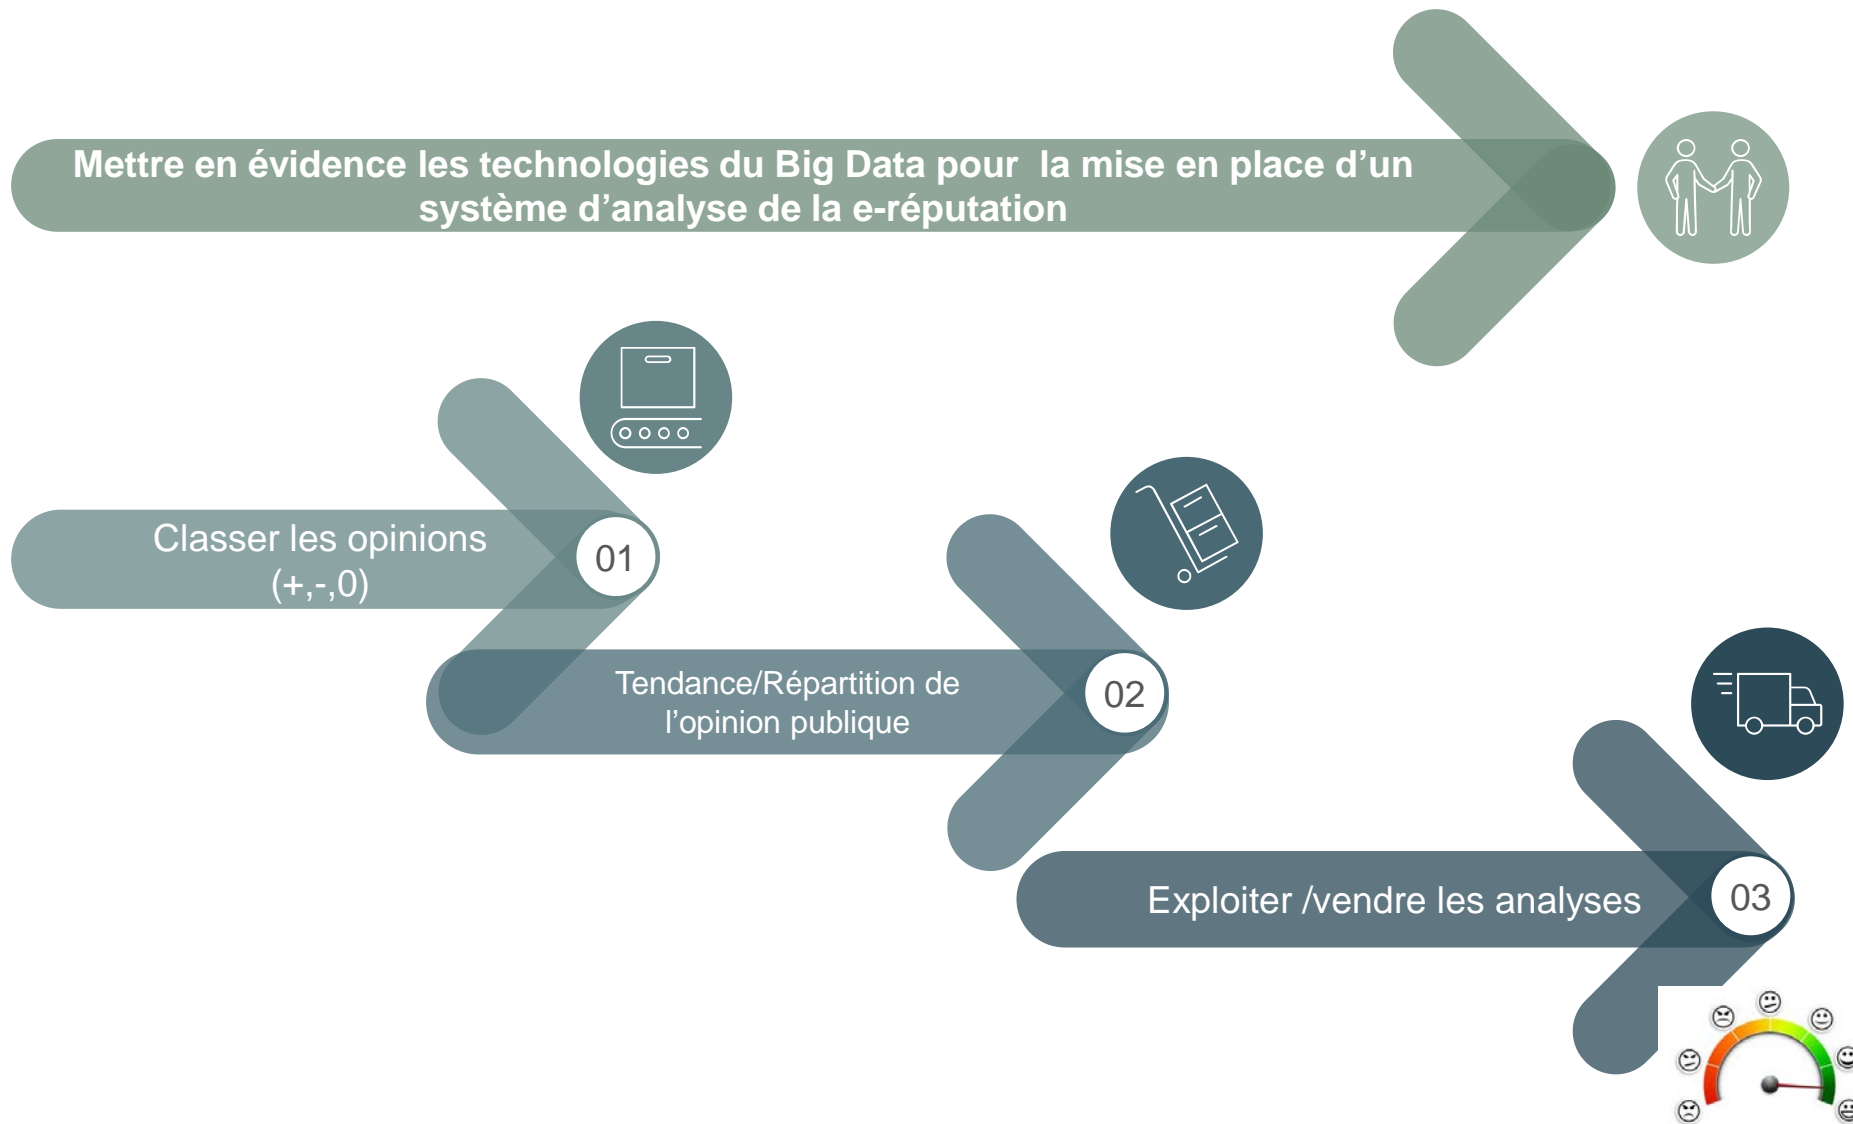 Mettre en évidence les technologies du Big Data pour  la mise en place d’un
système d’analyse de la e-réputation
Classer les opinions
(+,-,0)
01
Tendance/Répartition de
l’opinion publique
02
Exploiter /vendre les analyses
03